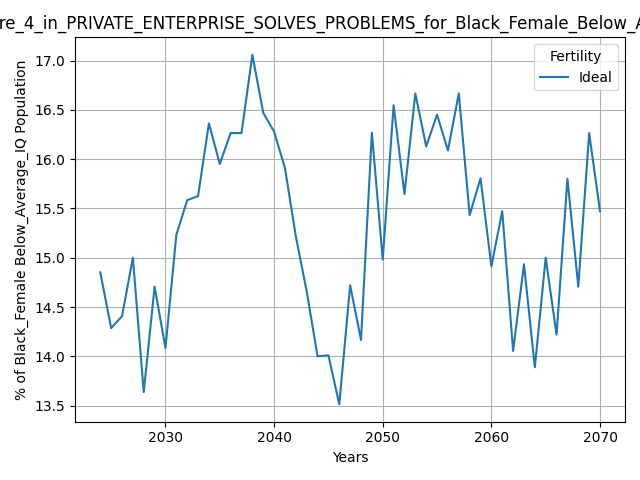 re_4_in_PRIVATE_ENTERPRISE_SOLVES_PROBLEMS_for_Black_Female_Below_A
Fertility
Ideal
% of Black_Female Below_Average_IQ Population
17.0
16.5
16.0
15.5
15.0
14.5
14.0
13.5
2030 2040 2050 2060 2070
Years